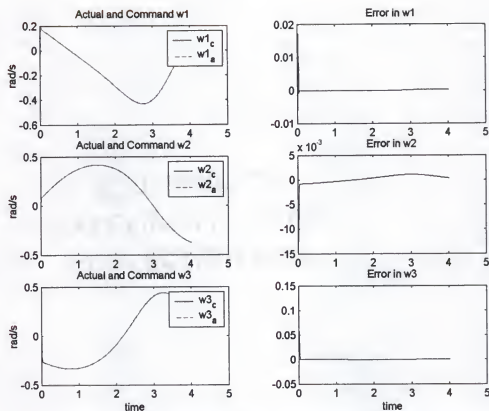 Actual and Command w1
0.2
0
-0.2
-0.4
-0.6
rad/s
w1c
w1a
0 1 2 3 4 5
Error in w1
0.02
0.01
0
-0.01
0 1 2 3 4 5
Actual and Command w2
0.5
0
-0.5
rad/s
w2c
w2a
0 1 2 3 4 5
Error in w2
x 10-3
5
0
-5
-10
-15
0 1 2 3 4 5
Actual and Command w3
0.5
0
-0.5
rad/s
w3c
w3a
0 1 2 3 4 5
time
Error in w3
0.15
0.1
0.05
0
-0.05
0 1 2 3 4 5
time